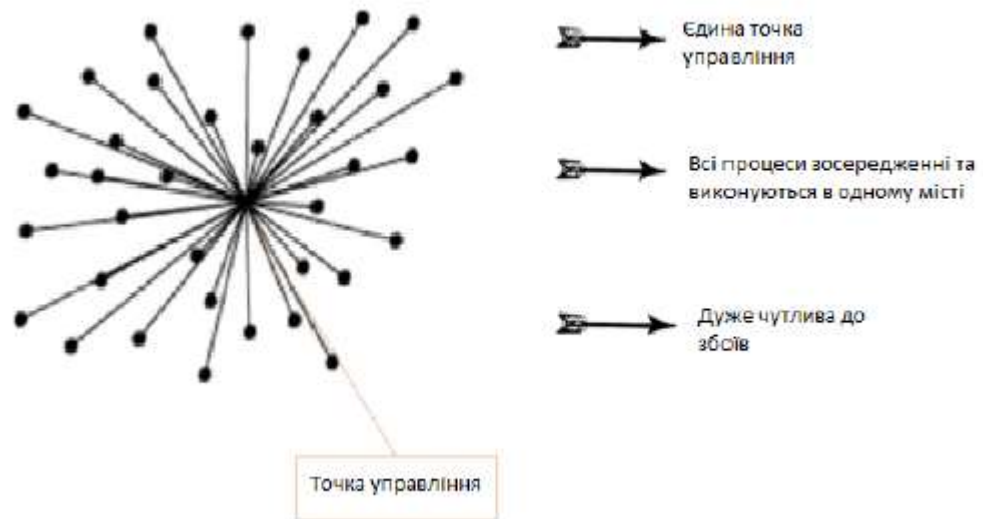 Єдина точка
управління
Всі процеси зосередженні та
виконуються в одному місті
Дуже чутлива до
збоїв
Точка управління